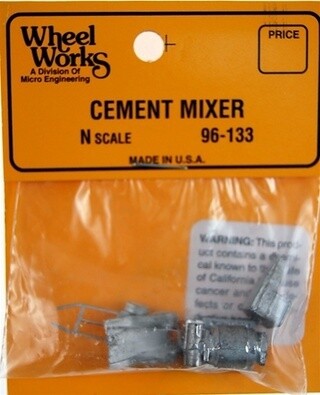 Wheel
Works
A Division Of
Micro Engineering
PRICE
CEMENT MIXER
N SCALE 96-133
MADE IN U.S.A.
WARNING: This prod-
uct contains a
cal known to the
of California
cancer and
fects or